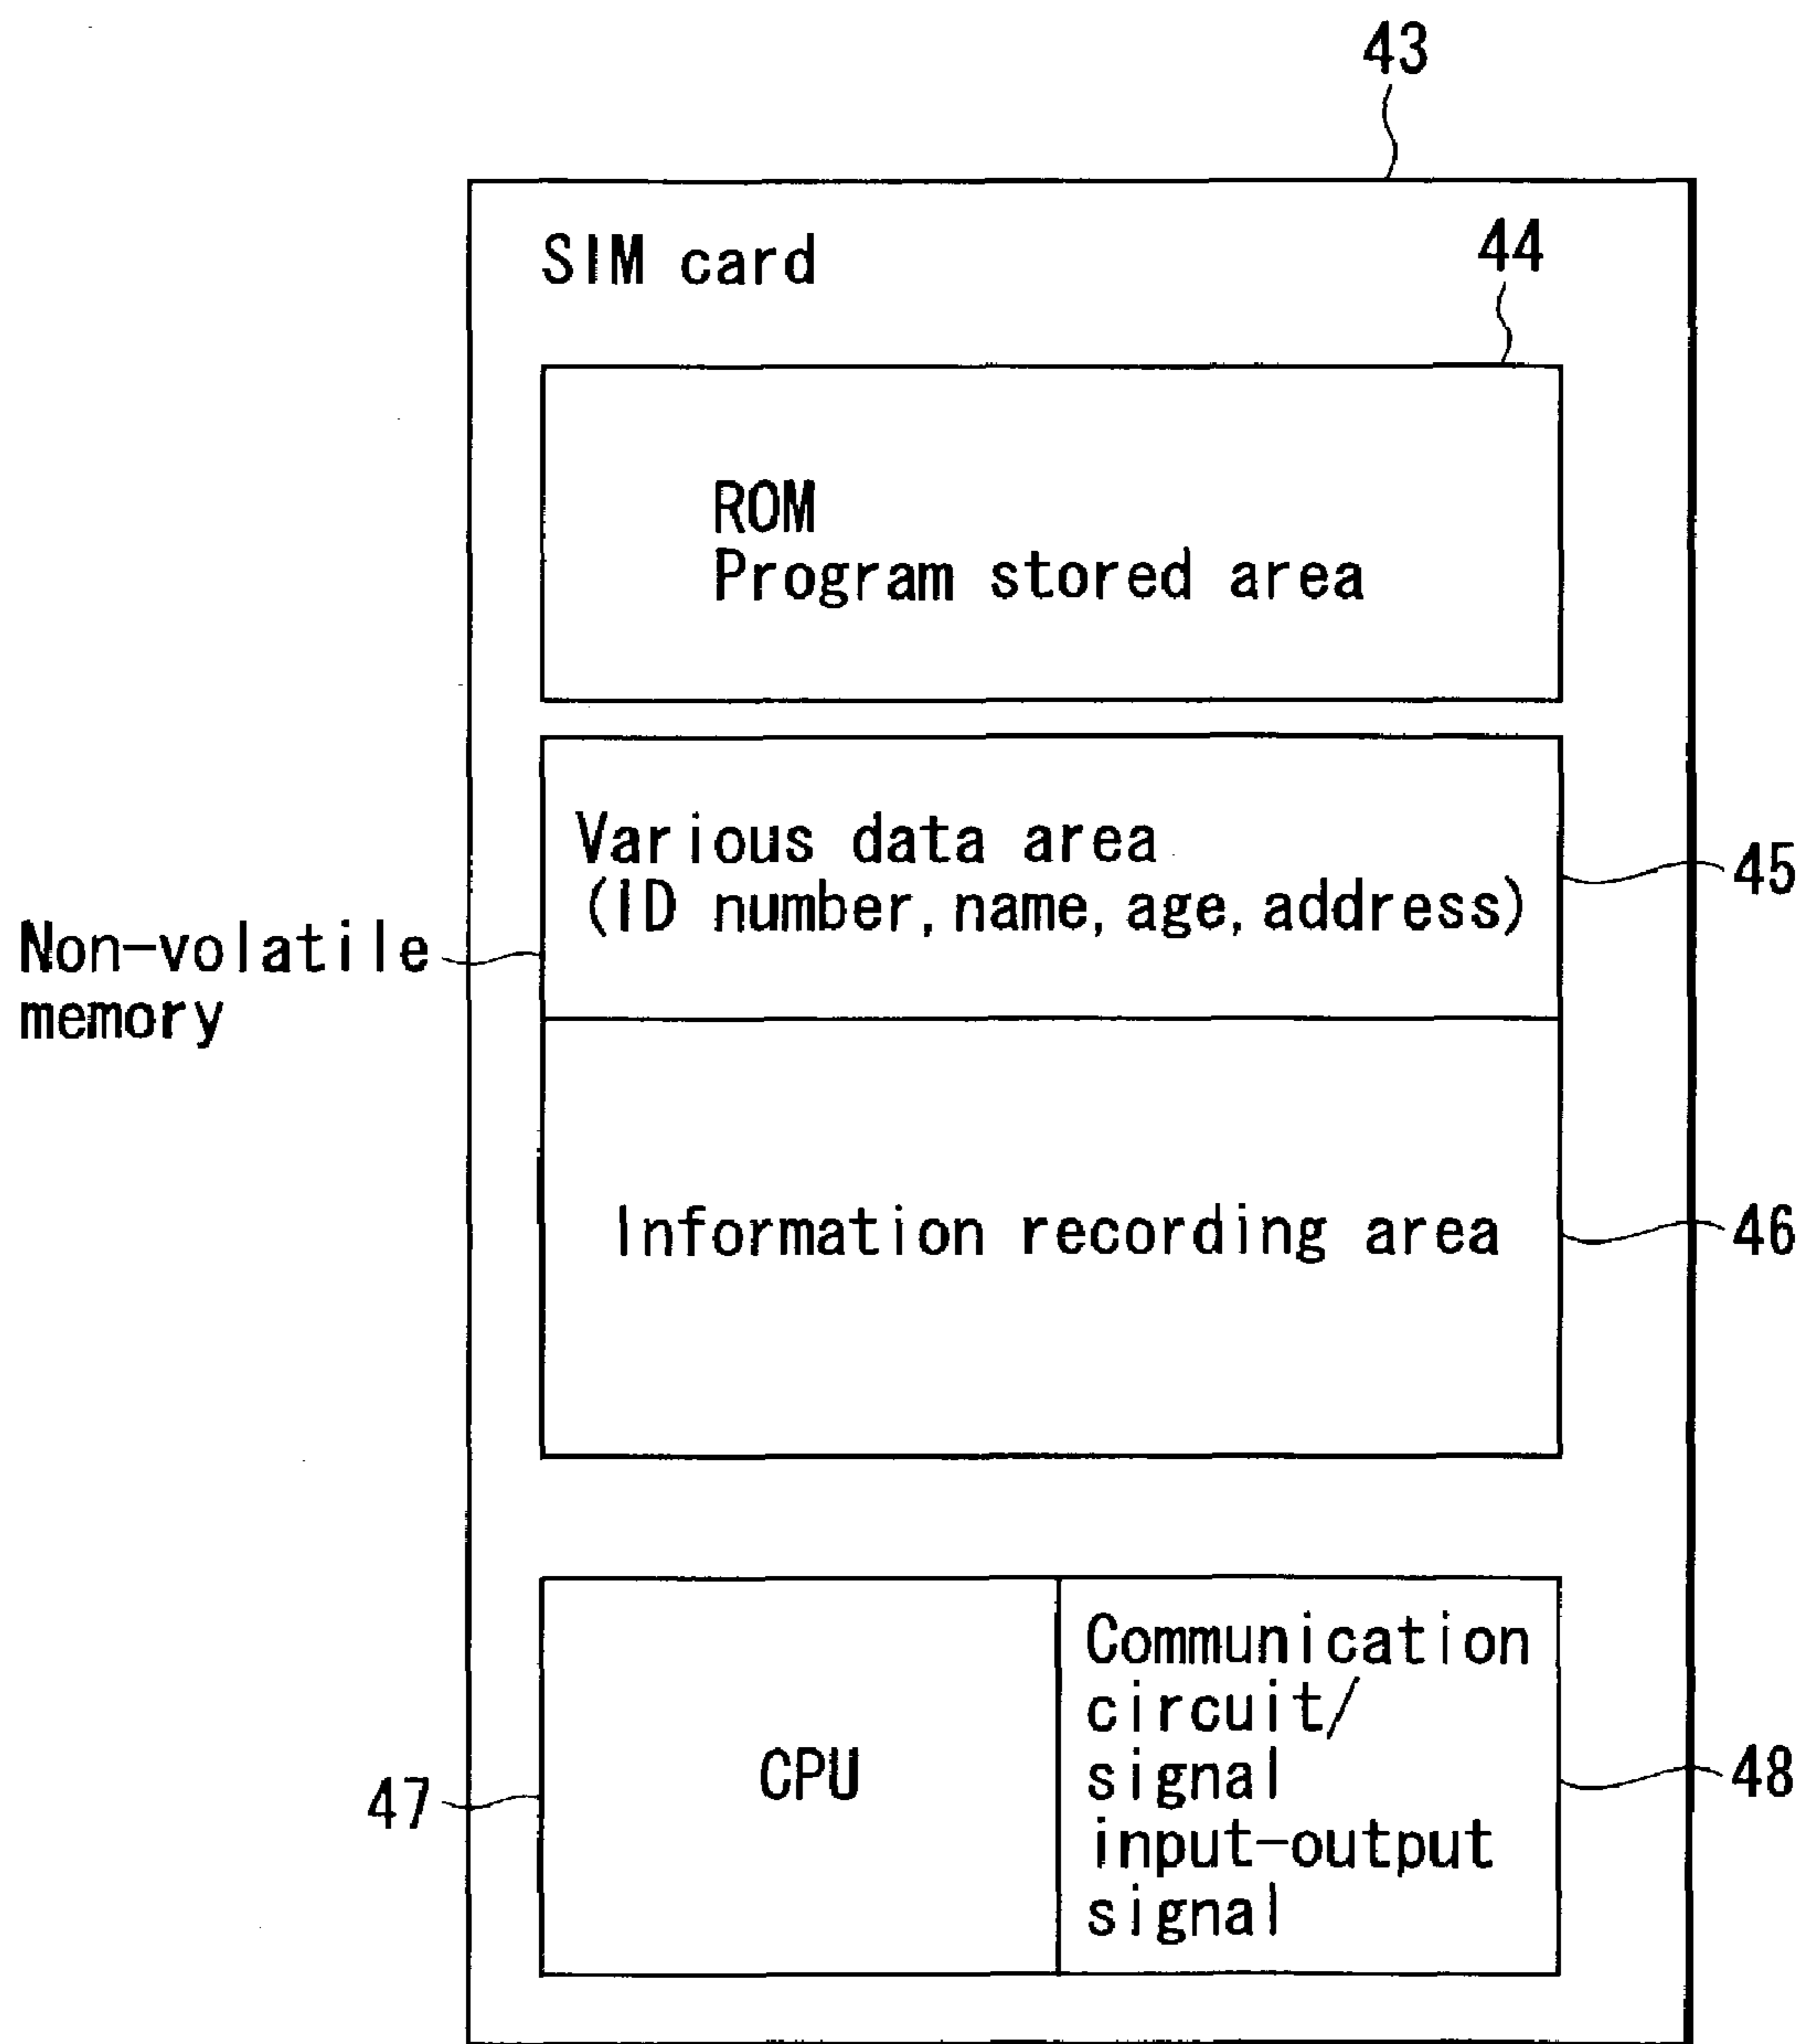 43
SIM card
44
ROM
Program stored area
Various data area
(ID number, name, age, address)
45
Non-volatile
memory
Information recording area
46
CPU
47
Communication
circuit/
signal
input-output
signal
48